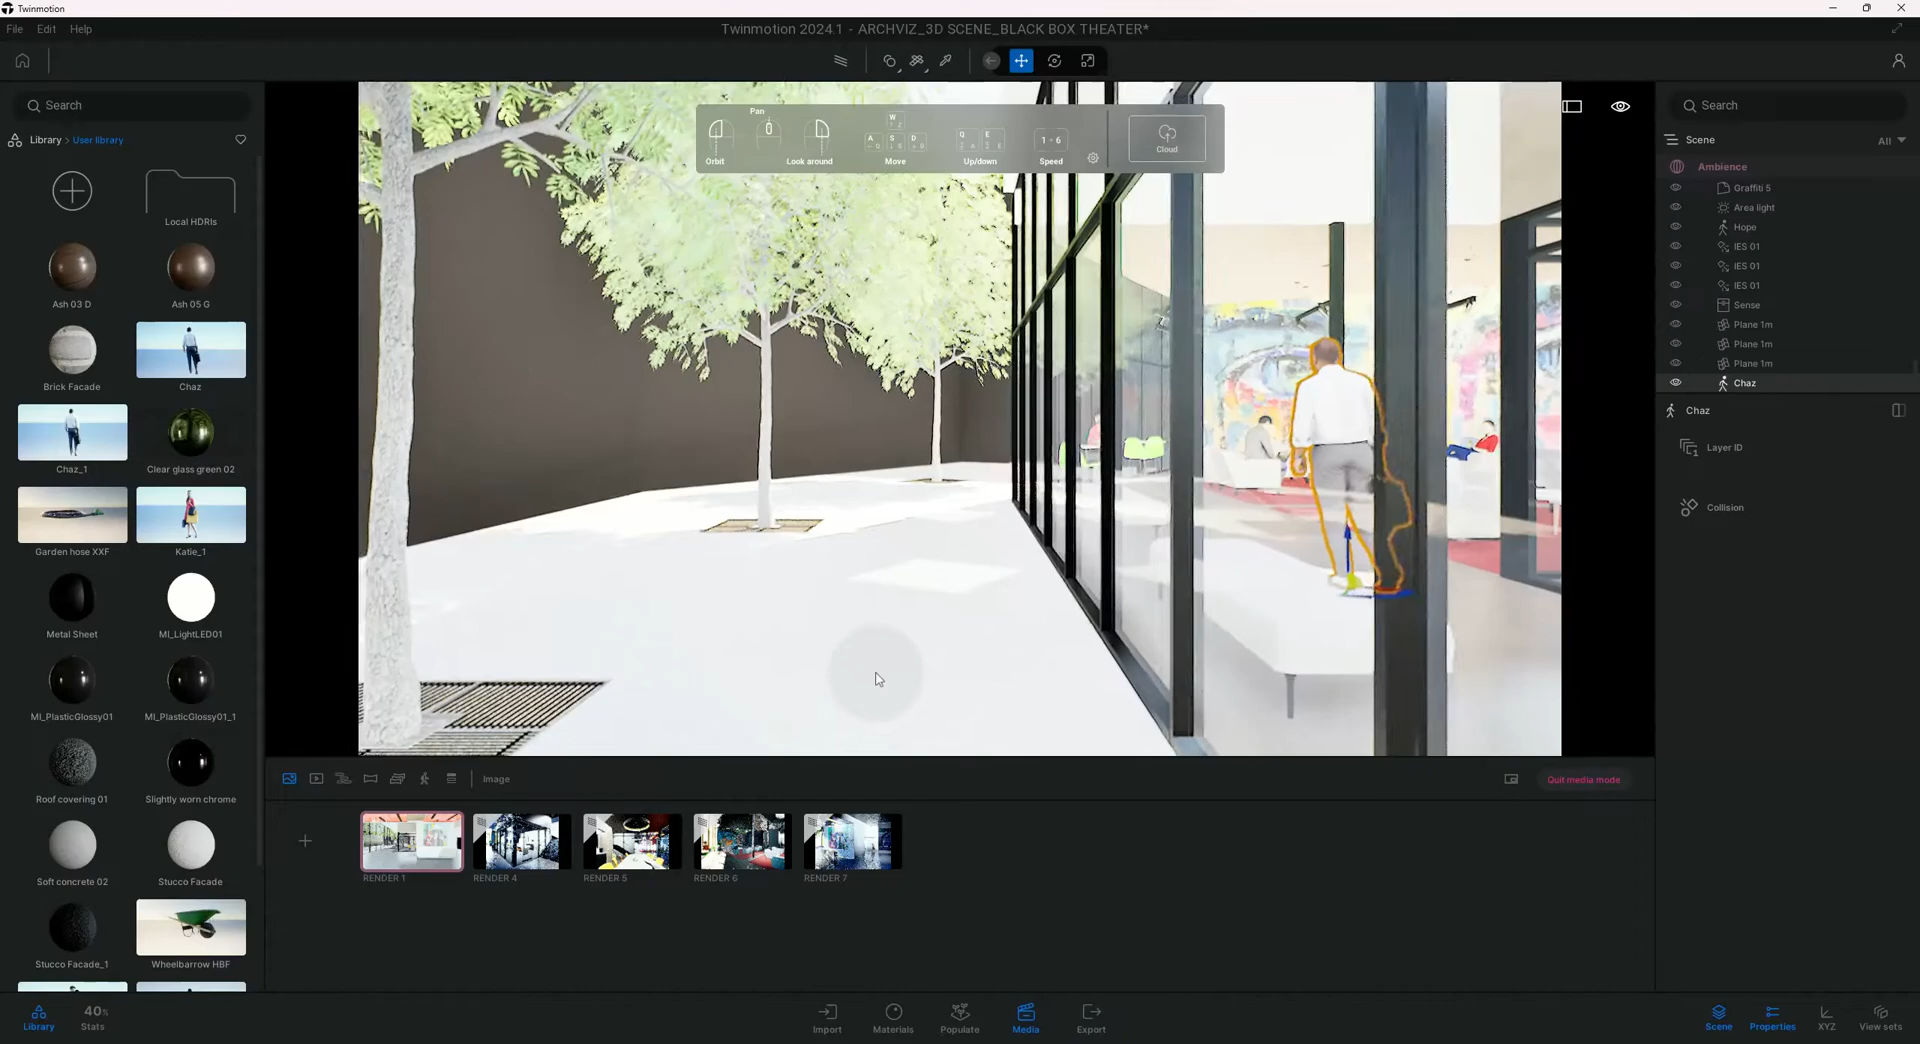 Twinmotion
File Edit Help
Twinmotion 2024.1 - ARCHVIZ_3D SCENE_BLACK BOX THEATER*
Search
Library > User library
Local HDRIs
Ash 03 D
Ash 05 G
Brick Facade
Chaz
Chaz_1
Clear glass green 02
Garden hose XXF
Katie_1
Metal Sheet
MI_LightLED01
MI_PlasticGlossy01
MI_PlasticGlossy01_1
Roof covering 01
Slightly worn chrome
Soft concrete 02
Stucco Facade
Stucco Facade_1
Wheelbarrow HBF
Library
40%
Stats
Pan
Orbit
Look around
W
A S D
Move
Q E
Up/down
1 - 6
Speed
Cloud
Image
Quit media mode
RENDER 1
RENDER 4
RENDER 5
RENDER 6
RENDER 7
Import
Materials
Populate
Media
Export
Search
Scene
All
Ambience
Graffiti 5
Area light
Hope
IES 01
IES 01
IES 01
Sense
Plane 1m
Plane 1m
Plane 1m
Chaz
Chaz
Layer ID
Collision
Scene
Properties
XYZ
View sets